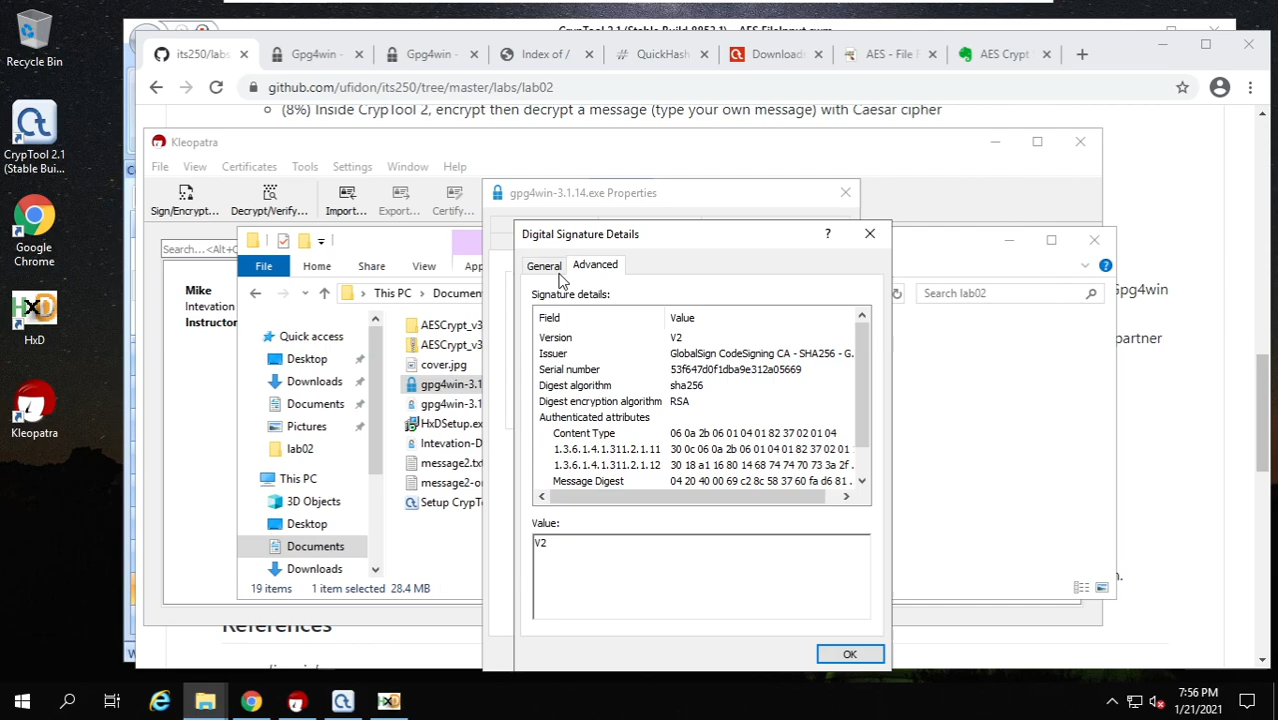 Recycle Bin
CrypTool 2.1
(Stable Bui...
Google
Chrome
HxD
Kleopatra
its250/labs
Gpg4win -
Gpg4win -
Index of /
QuickHash
Downloads
AES - File F
AES Crypt
github.com/ufidon/its250/tree/master/labs/lab02
(8%) Inside CrypTool 2, encrypt then decrypt a message (type your own message) with Caesar cipher
Kleopatra
File View Certificates Tools Settings Window Help
Sign/Encrypt... Decrypt/Verify... Import... Export... Certify...
Search...<Alt+
Mike
Intevation
Instructor
gpg4win-3.1.14.exe Properties
File Home Share View
This PC Documen
Search lab02
Quick access
Desktop
Downloads
Documents
Pictures
lab02
This PC
3D Objects
Desktop
Documents
Downloads
AESCrypt_v3
AESCrypt_v3
cover.jpg
gpg4win-3.1
gpg4win-3.1
HxDSetup.ex
Intevation-D
message2.tx
message2-o
Setup CrypT
19 items 1 item selected 28.4 MB
Digital Signature Details ?
General Advanced
Signature details:
Field Value
Version V2
Issuer GlobalSign CodeSigning CA - SHA256 - G.
Serial number 53f647d0f1dba9e312a05669
Digest algorithm sha256
Digest encryption algorithm RSA
Authenticated attributes
Content Type 06 0a 2b 06 01 04 01 82 37 02 01 04
1.3.6.1.4.1.311.2.1.11 30 0c 06 0a 2b 06 01 04 01 82 37 02 01 .
1.3.6.1.4.1.311.2.1.12 30 18 a1 16 80 14 68 74 74 70 73 3a 2f .
Message Digest 04 20 40 00 69 c2 8c 58 37 60 fa d6 81 .
Value:
V2
OK
Gpg4win
partner
References
7:56 PM
1/21/2021